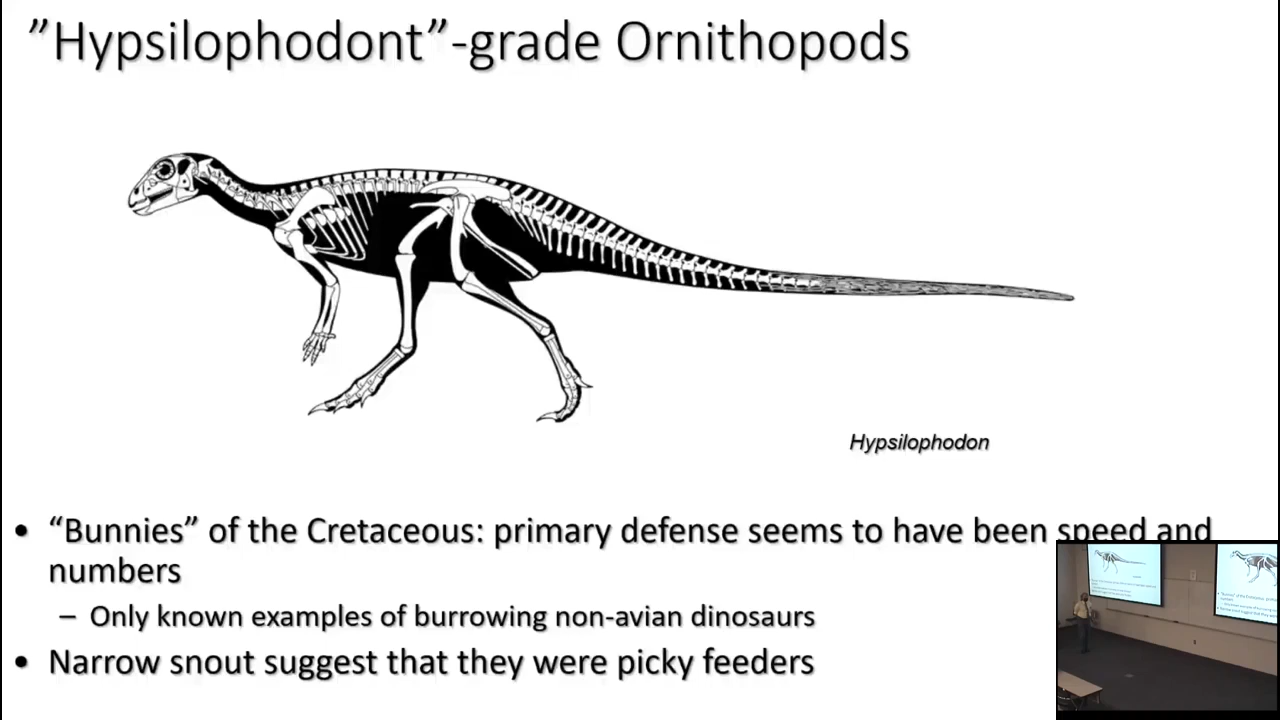 ”Hypsilophodont”-grade Ornithopods
Hypsilophodon
• “Bunnies” of the Cretaceous: primary defense seems to have been speed and
numbers
– Only known examples of burrowing non-avian dinosaurs
• Narrow snout suggest that they were picky feeders